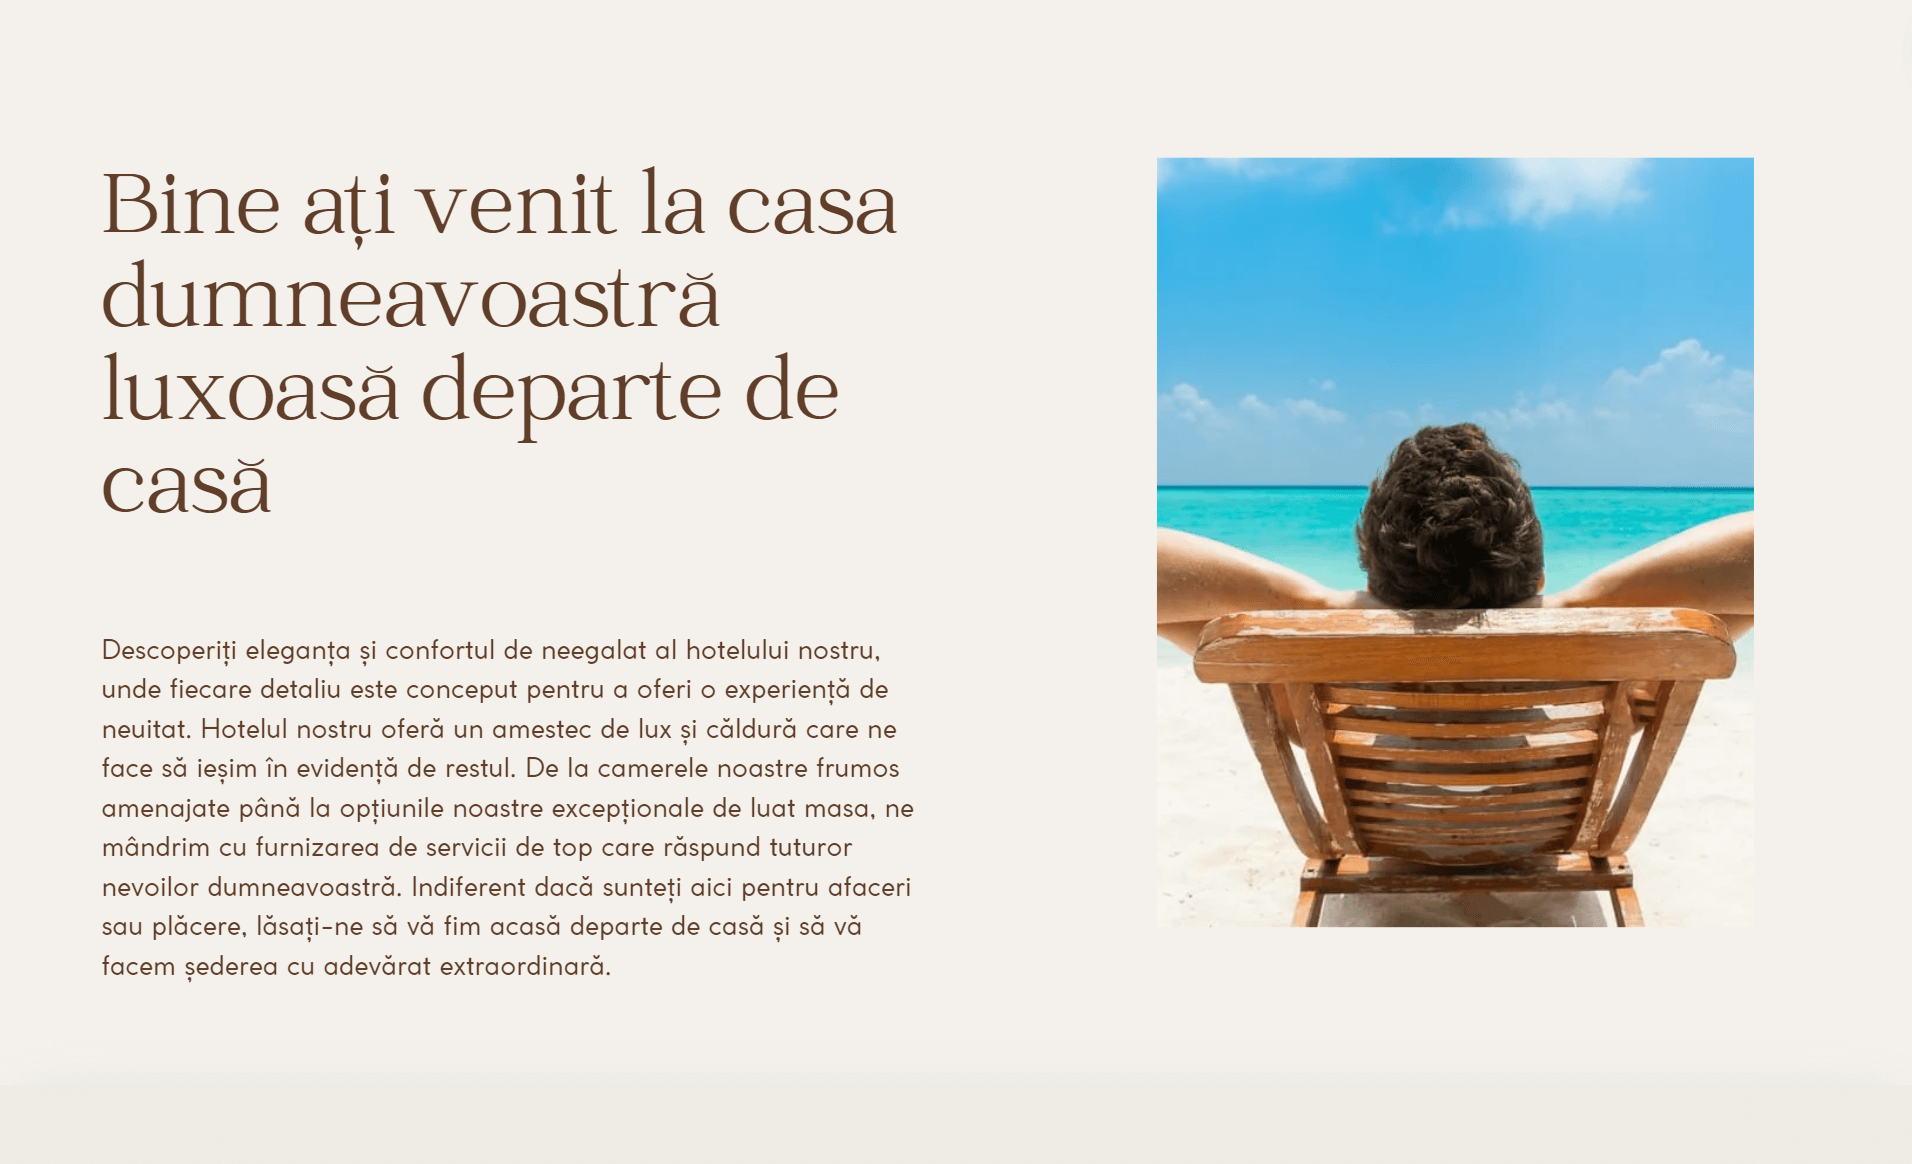 Bine ați venit la casa
dumneavoastră
luxoasă departe de
casă
Descoperiți eleganța și confortul de neegalat al hotelului nostru,
unde fiecare detaliu este conceput pentru a oferi o experiență de
neuitat. Hotelul nostru oferă un amestec de lux și căldură care ne
face să ieșim în evidență de restul. De la camerele noastre frumos
amenajate până la opțiunile noastre excepționale de luat masa, ne
mândrim cu furnizarea de servicii de top care răspund tuturor
nevoilor dumneavoastră. Indiferent dacă sunteți aici pentru afaceri
sau plăcere, lăsați-ne să vă fim acasă departe de casă și să vă
facem șederea cu adevărat extraordinară.